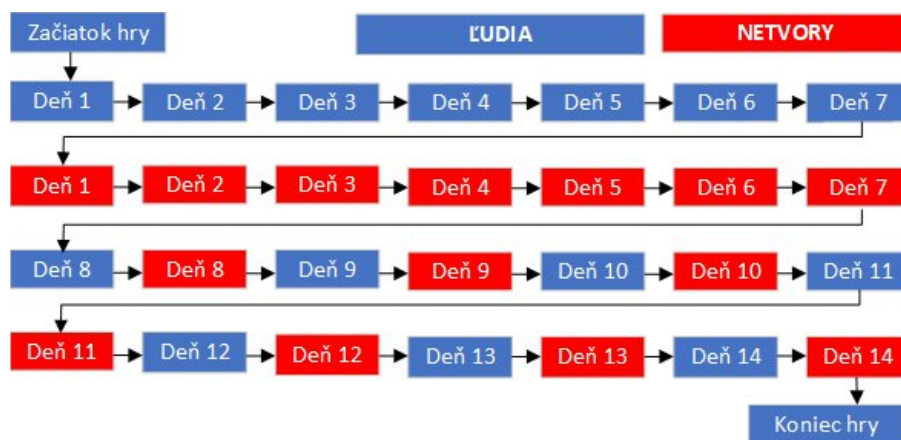 Začiatok hry ĽUDIA NETVORY
Deň 1 Deň 2 Deň 3 Deň 4 Deň 5 Deň 6 Deň 7
Deň 1 Deň 2 Deň 3 Deň 4 Deň 5 Deň 6 Deň 7
Deň 8 Deň 8 Deň 9 Deň 9 Deň 10 Deň 10 Deň 11
Deň 11 Deň 12 Deň 12 Deň 13 Deň 13 Deň 14 Deň 14
Koniec hry